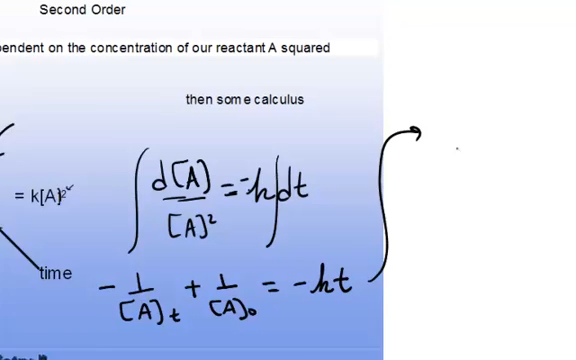 Second Order
pendent on the concentration of our reactant A squared
then some calculus
= k[A]²
∫ d[A]/[A]² = -k∫dt
time
- 1/[A]t + 1/[A]₀ = -kt